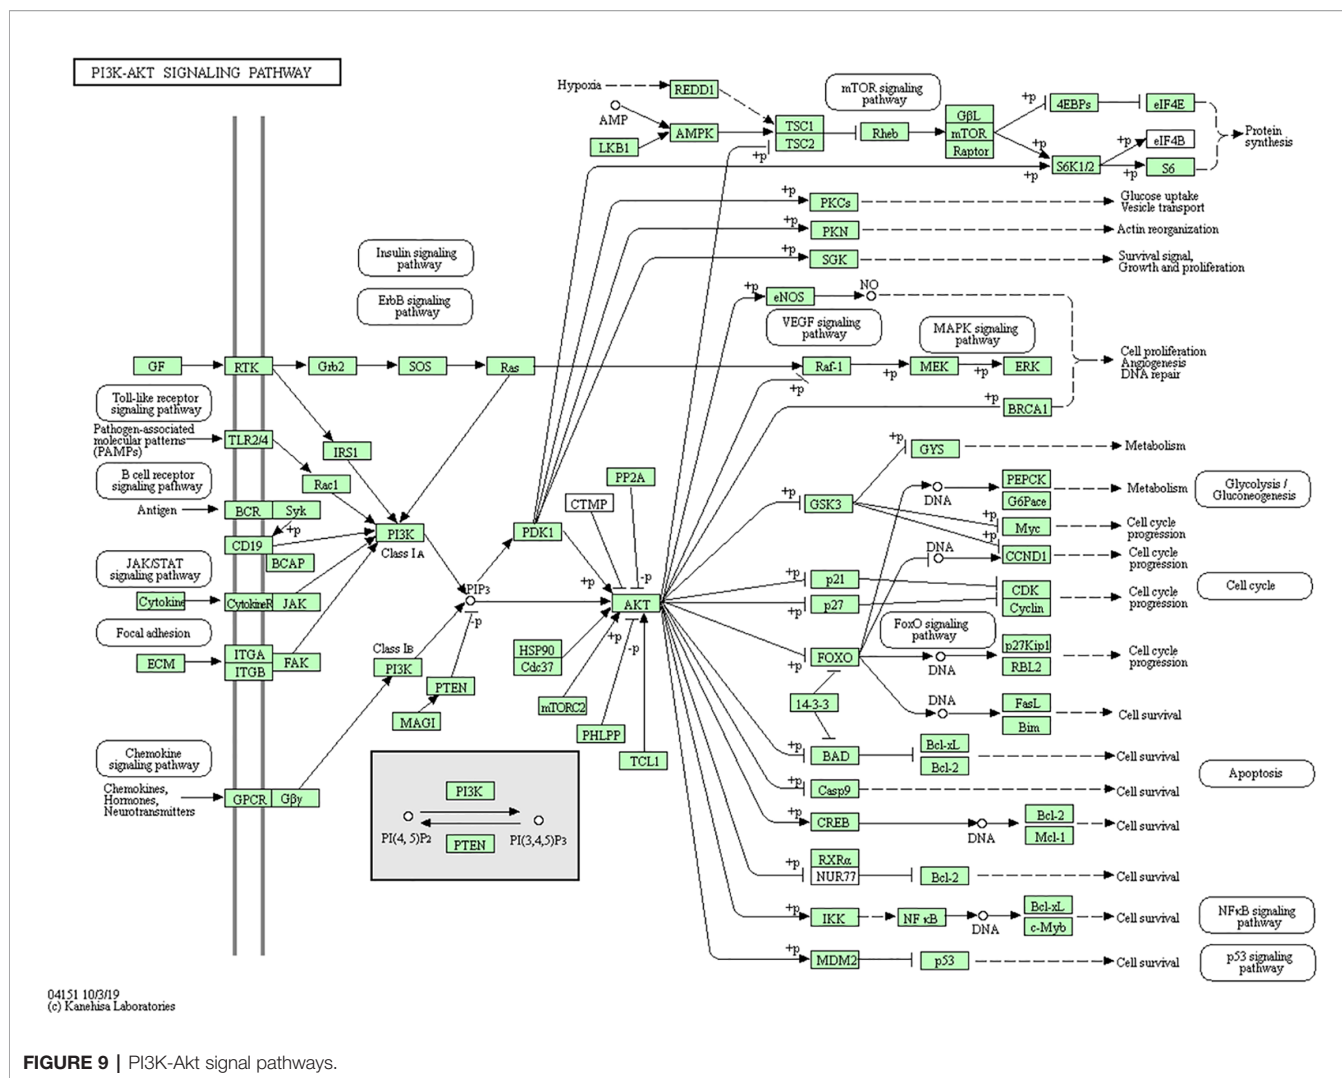 PI3K-AKT SIGNALING PATHWAY
Hypoxia
REDD1
AMP
LKB1
AMPK
+p
TSC1
TSC2
Rheb
mTOR signaling
pathway
GβL
mTOR
Raptor
+p
+p
+p
4EBPs
eIF4E
+p
eIF4B
S6K1/2
+p
S6
Protein
synthesis
+p
PKCs
Glucose uptake
Vesicle transport
+p
PKN
Actin reorganization
+p
SGK
Survival signal,
Growth and proliferation
Insulin signaling
pathway
ErbB signaling
pathway
+p
eNOS
NO
VEGF signaling
pathway
MAPK signaling
pathway
GF
RTK
Grb2
SOS
Ras
Raf-1
+p
MEK
+p
ERK
+p
Cell proliferation
Angiogenesis
DNA repair
+p
BRCA1
Toll-like receptor
signaling pathway
Pathogen-associated
molecular patterns
(PAMPs)
TLR2/4
IRS1
Rac1
B cell receptor
signaling pathway
Antigen
BCR
Syk
+p
CD19
BCAP
PI3K
Class IA
PDK1
CTMP
PP2A
+p
-p
PIP3
-p
AKT
+p
-p
JAK/STAT
signaling pathway
Cytokine
CytokineR
JAK
Focal adhesion
ECM
ITGA
ITGB
FAK
Class IB
PI3K
PTEN
MAGI
HSP90
Cdc37
mTORC2
PHLPP
TCL1
Chemokine
signaling pathway
Chemokines,
Hormones,
Neurotransmitters
GPCR
Gβγ
PI3K
PI(4, 5)P2
PI(3,4,5)P3
PTEN
+p
GYS
Metabolism
+p
GSK3
DNA
PEPCK
G6Pace
Metabolism
Glycolysis /
Gluconeogenesis
+p
Myc
Cell cycle
progression
+p
DNA
CCND1
Cell cycle
progression
+p
p21
+p
p27
CDK
Cyclin
Cell cycle
progression
Cell cycle
FoxO signaling
pathway
+p
FOXO
DNA
p27Kip1
RBL2
Cell cycle
progression
14-3-3
DNA
FasL
Bim
Cell survival
+p
BAD
Bcl-xL
Bcl-2
Cell survival
Apoptosis
+p
Casp9
Cell survival
+p
CREB
DNA
Bcl-2
Mcl-1
Cell survival
+p
RXRα
NUR77
Bcl-2
Cell survival
+p
IKK
NFκB
DNA
Bcl-xL
c-Myb
Cell survival
NFκB signaling
pathway
+p
MDM2
p53
Cell survival
p53 signaling
pathway
04151 10/3/19
(c) Kanehisa Laboratories
FIGURE 9 | PI3K-Akt signal pathways.